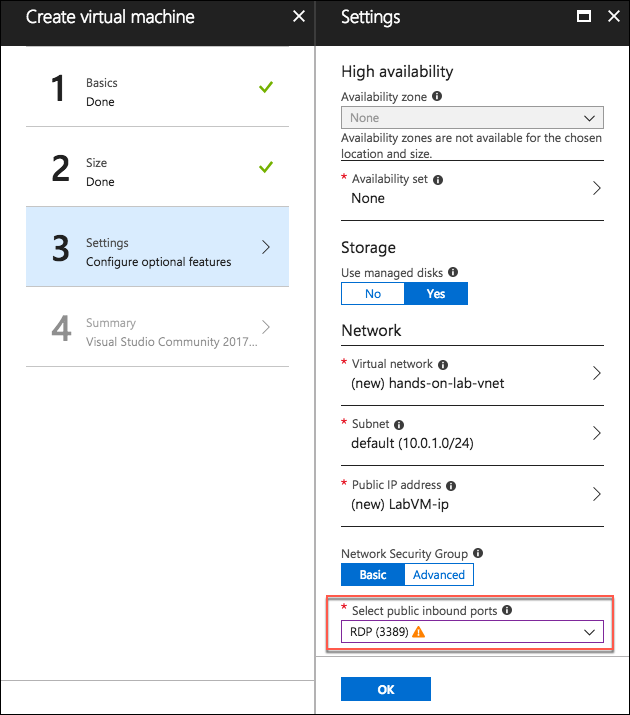 Create virtual machine
1
Basics
Done
2
Size
Done
3
Settings
Configure optional features
4
Summary
Visual Studio Community 2017...
Settings
High availability
Availability zone
None
Availability zones are not available for the chosen
location and size.
* Availability set
None
Storage
Use managed disks
No Yes
Network
* Virtual network
(new) hands-on-lab-vnet
* Subnet
default (10.0.1.0/24)
* Public IP address
(new) LabVM-ip
Network Security Group
Basic Advanced
* Select public inbound ports
RDP (3389)
OK